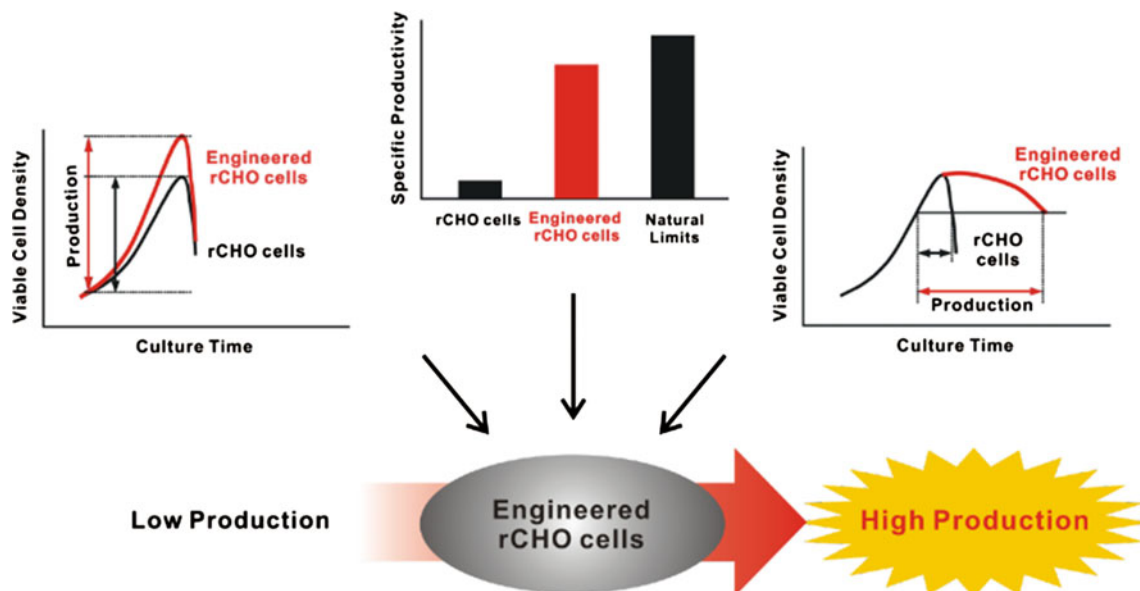 Viable Cell Density
Production
Engineered
rCHO cells
rCHO cells
Culture Time
Specific Productivity
rCHO cells
Engineered
rCHO cells
Natural
Limits
Viable Cell Density
Engineered
rCHO cells
rCHO
cells
Production
Culture Time
Low Production
Engineered
rCHO cells
High Production